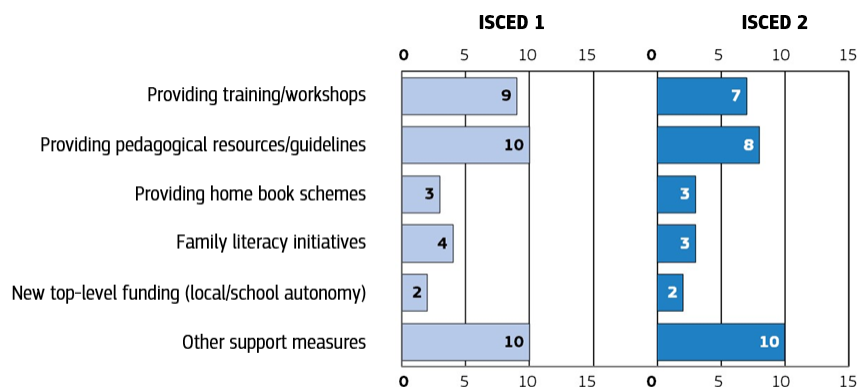 ISCED 1 ISCED 2
0 5 10 15 0 5 10 15
Providing training/workshops 9 7
Providing pedagogical resources/guidelines 10 8
Providing home book schemes 3 3
Family literacy initiatives 4 3
New top-level funding (local/school autonomy) 2 2
Other support measures 10 10
0 5 10 15 0 5 10 15